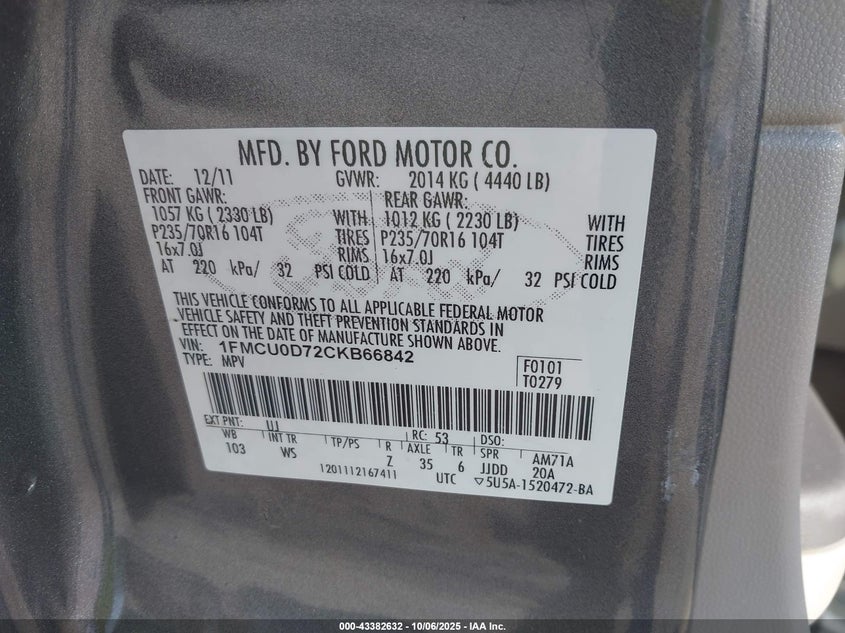 MFD. BY FORD MOTOR CO.
DATE: 12/11 GVWR: 2014 KG ( 4440 LB)
FRONT GAWR: REAR GAWR:
1057 KG ( 2330 LB) WITH 1012 KG ( 2230 LB) WITH
P235/70R16 104T TIRES P235/70R16 104T TIRES
16x7.0J RIMS 16x7.0J RIMS
AT 220 kPa/ 32 PSI COLD AT 220 kPa/ 32 PSI COLD
THIS VEHICLE CONFORMS TO ALL APPLICABLE FEDERAL MOTOR
VEHICLE SAFETY AND THEFT PREVENTION STANDARDS IN
EFFECT ON THE DATE OF MANUFACTURE SHOWN ABOVE.
VIN: 1FMCU0D72CKB66842
TYPE: MPV F0101
T0279
EXT PNT: UJ RC: 53 DSO:
WB INT TR TP/PS R AXLE TR SPR AM71A
103 WS Z 35 6 JJDD 20A
1201112167411 UTC ▽5U5A-1520472-BA
000-43382632 - 10/06/2025 - IAA Inc.